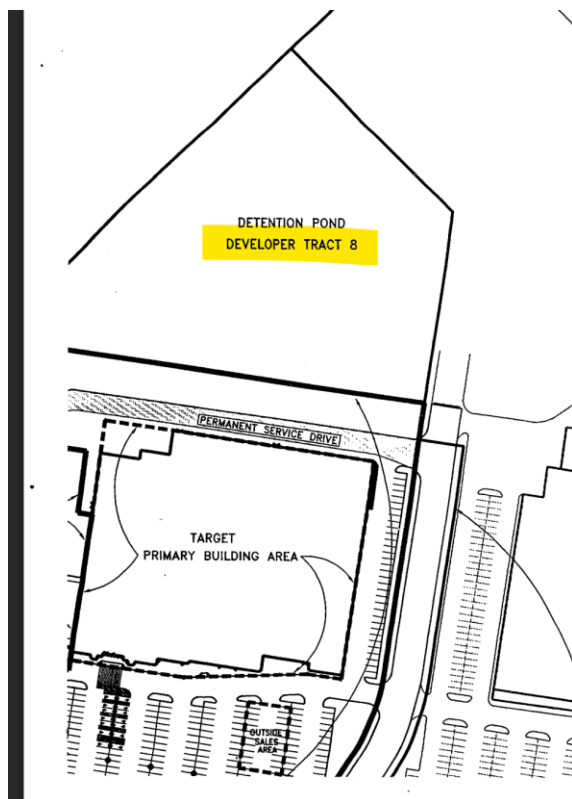 DETENTION POND
DEVELOPER TRACT 8
PERMANENT SERVICE DRIVE
TARGET
PRIMARY BUILDING AREA
OUTSIDE
SALES
AREA